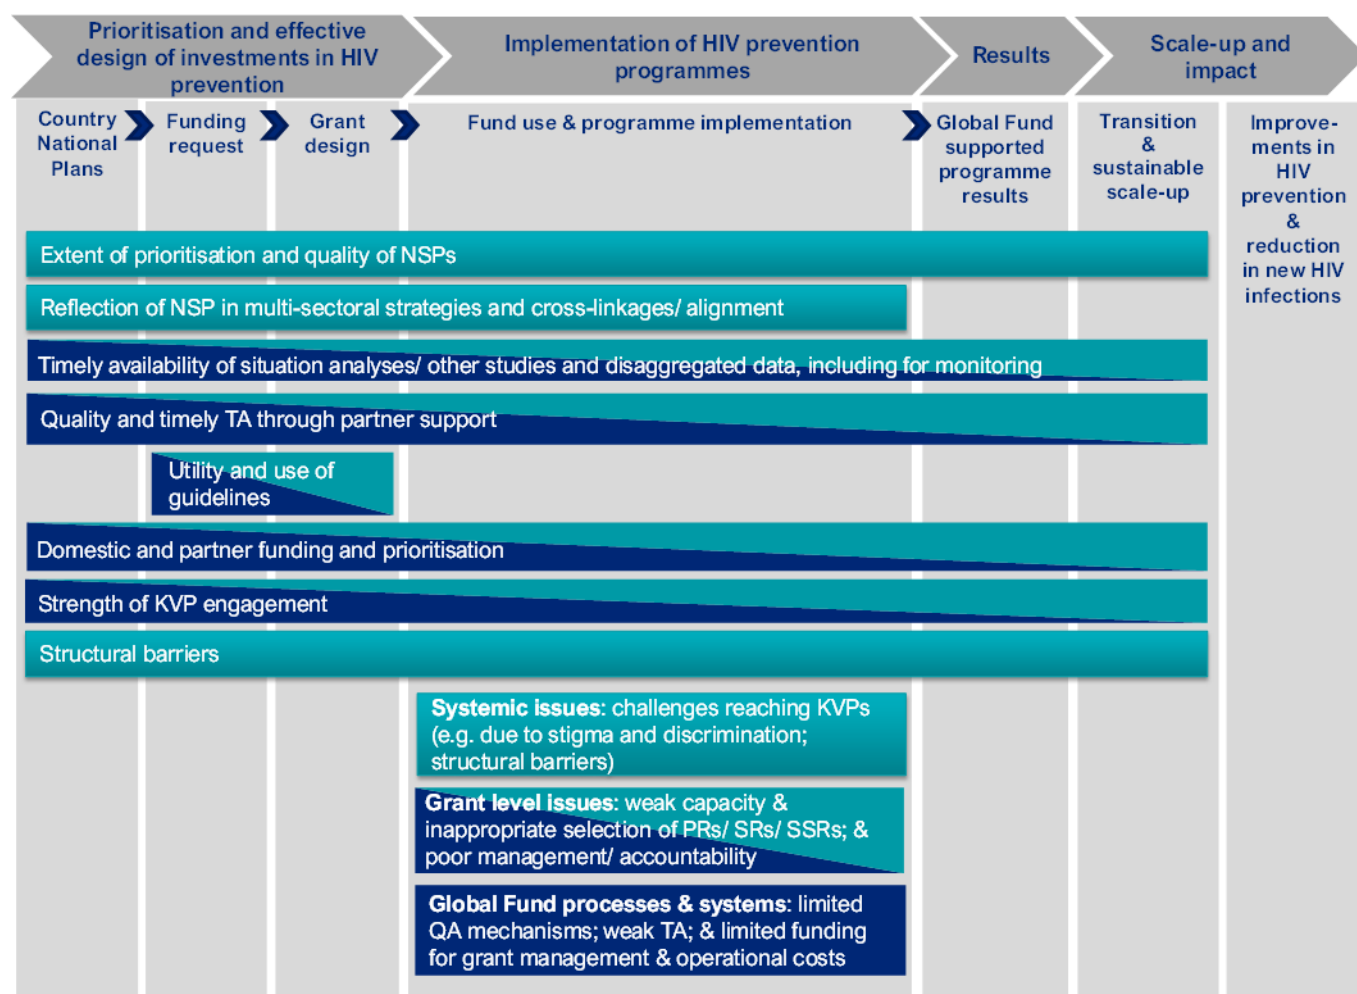 Prioritisation and effective
design of investments in HIV
prevention
Implementation of HIV prevention
programmes
Results
Scale-up and
impact
Country
National
Plans
Funding
request
Grant
design
Fund use & programme implementation
Global Fund
supported
programme
results
Transition
&
sustainable
scale-up
Improve-
ments in
HIV
prevention
&
reduction
in new HIV
infections
Extent of prioritisation and quality of NSPs
Reflection of NSP in multi-sectoral strategies and cross-linkages/ alignment
Timely availability of situation analyses/ other studies and disaggregated data, including for monitoring
Quality and timely TA through partner support
Utility and use of
guidelines
Domestic and partner funding and prioritisation
Strength of KVP engagement
Structural barriers
Systemic issues: challenges reaching KVPs
(e.g. due to stigma and discrimination;
structural barriers)
Grant level issues: weak capacity &
inappropriate selection of PRs/ SRs/ SSRs; &
poor management/ accountability
Global Fund processes & systems: limited
QA mechanisms; weak TA; & limited funding
for grant management & operational costs